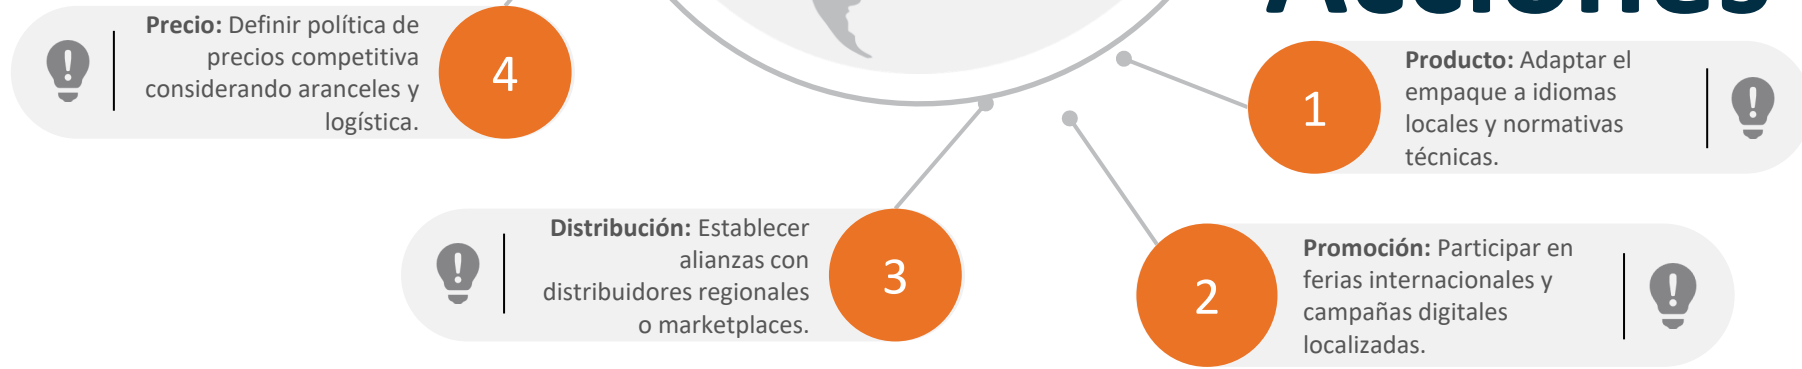 Acciones
1
Producto: Adaptar el
empaque a idiomas
locales y normativas
técnicas.
2
Promoción: Participar en
ferias internacionales y
campañas digitales
localizadas.
3
Distribución: Establecer
alianzas con
distribuidores regionales
o marketplaces.
4
Precio: Definir política de
precios competitiva
considerando aranceles y
logística.